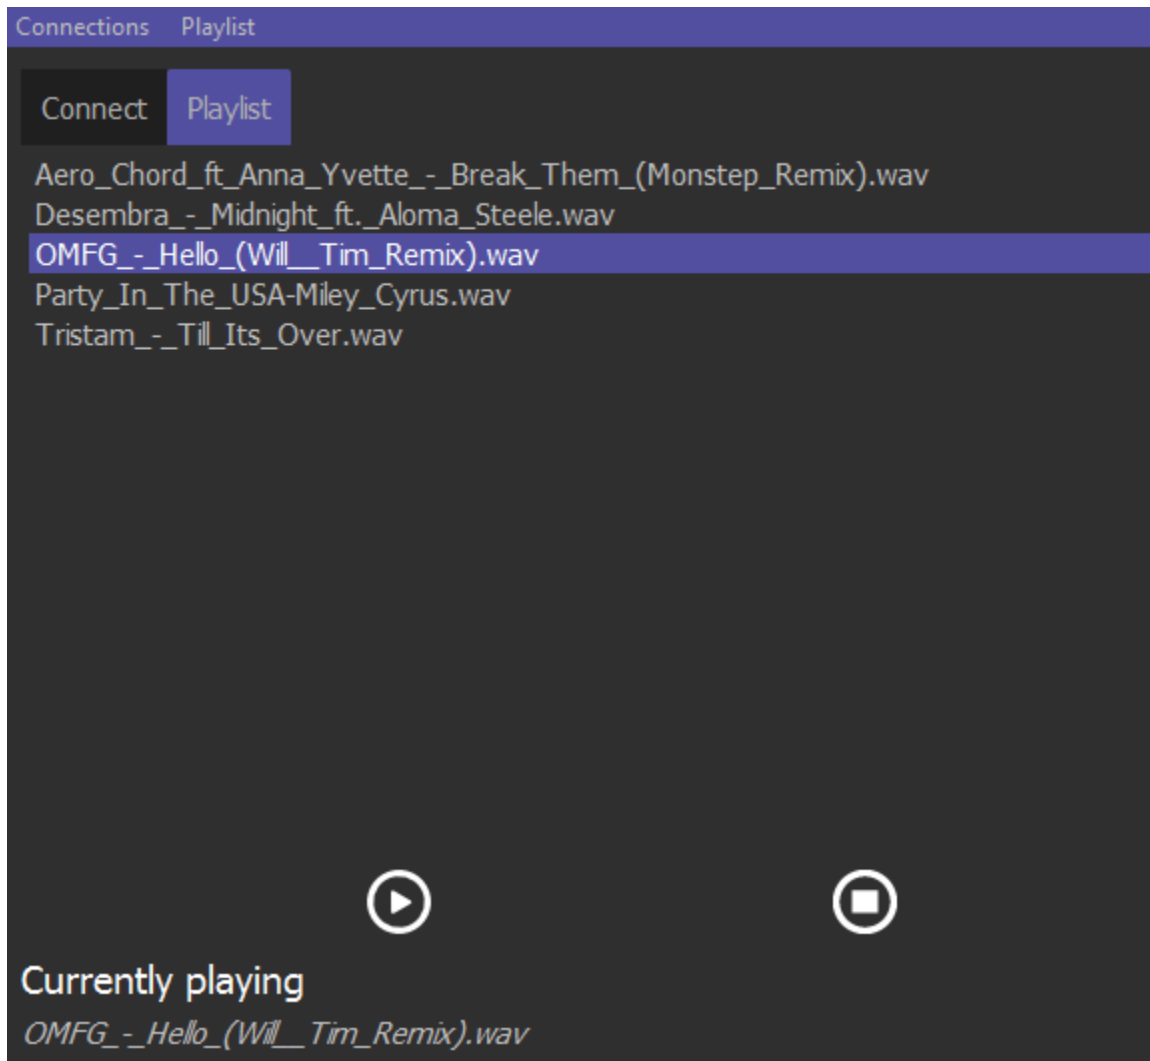 Connections Playlist
Connect Playlist
Aero_Chord_ft_Anna_Yvette_-_Break_Them_(Monstep_Remix).wav
Desembra_-_Midnight_ft._Aloma_Steele.wav
OMFG_-_Hello_(Will__Tim_Remix).wav
Party_In_The_USA-Miley_Cyrus.wav
Tristam_-_Till_Its_Over.wav
Currently playing
OMFG_-_Hello_(Will__Tim_Remix).wav